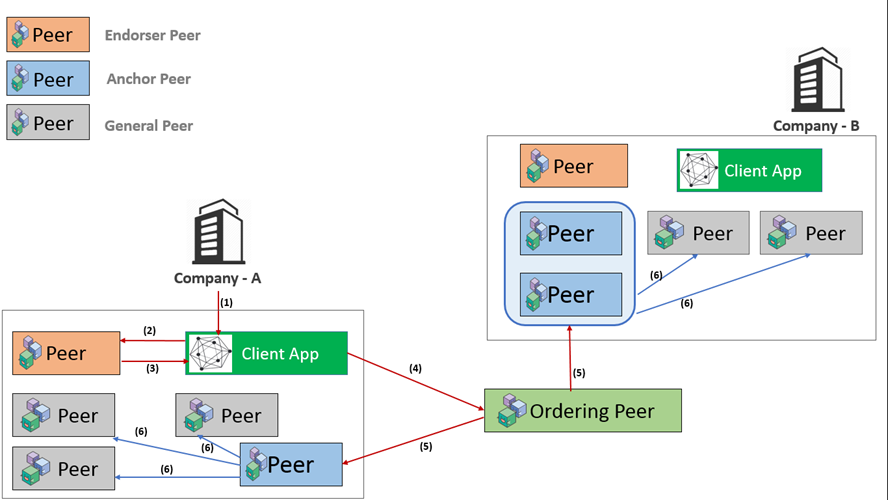 Peer Endorser Peer
Peer Anchor Peer
Peer General Peer
Company - B
Peer Client App
Peer
Peer Peer
Peer
(6)
(6)
(5)
Company - A
(1)
Peer (2) Client App
(3)
(4)
Ordering Peer
Peer Peer
(6)
(6)
(5)
Peer
Peer
(6)